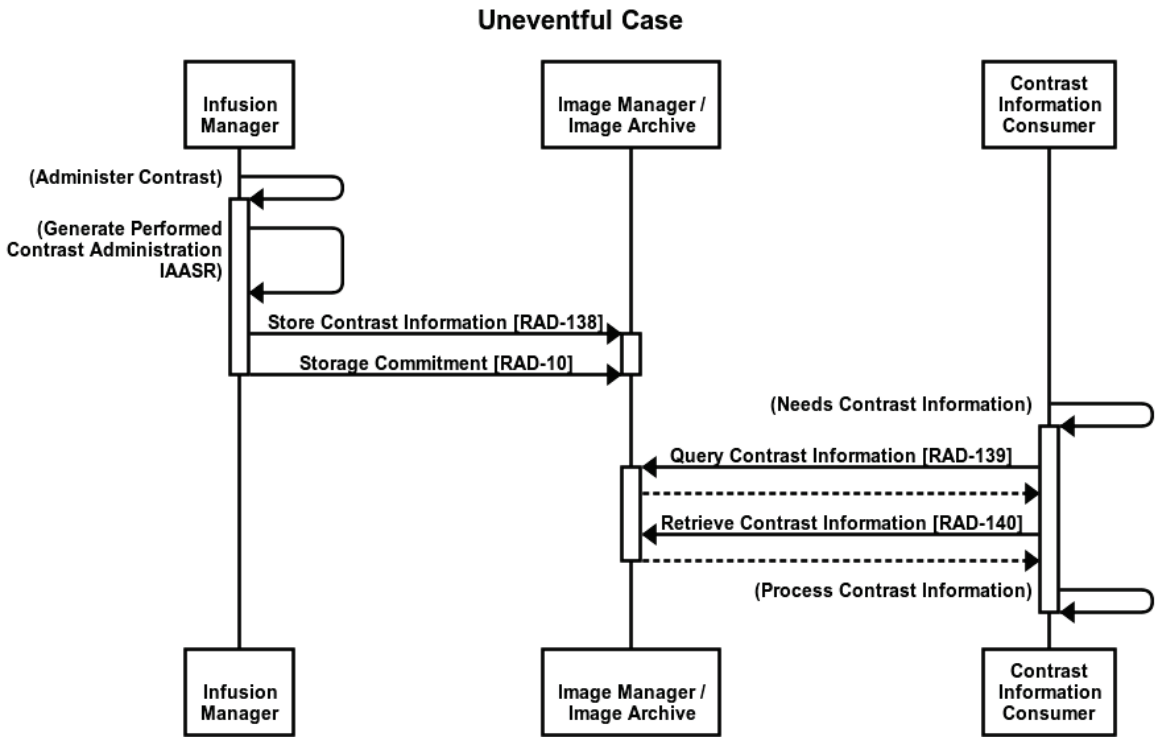 Uneventful Case
Infusion
Manager
Image Manager /
Image Archive
Contrast
Information
Consumer
(Administer Contrast)
(Generate Performed
Contrast Administration
IAASR)
Store Contrast Information [RAD-138]
Storage Commitment [RAD-10]
(Needs Contrast Information)
Query Contrast Information [RAD-139]
Retrieve Contrast Information [RAD-140]
(Process Contrast Information)
Infusion
Manager
Image Manager /
Image Archive
Contrast
Information
Consumer